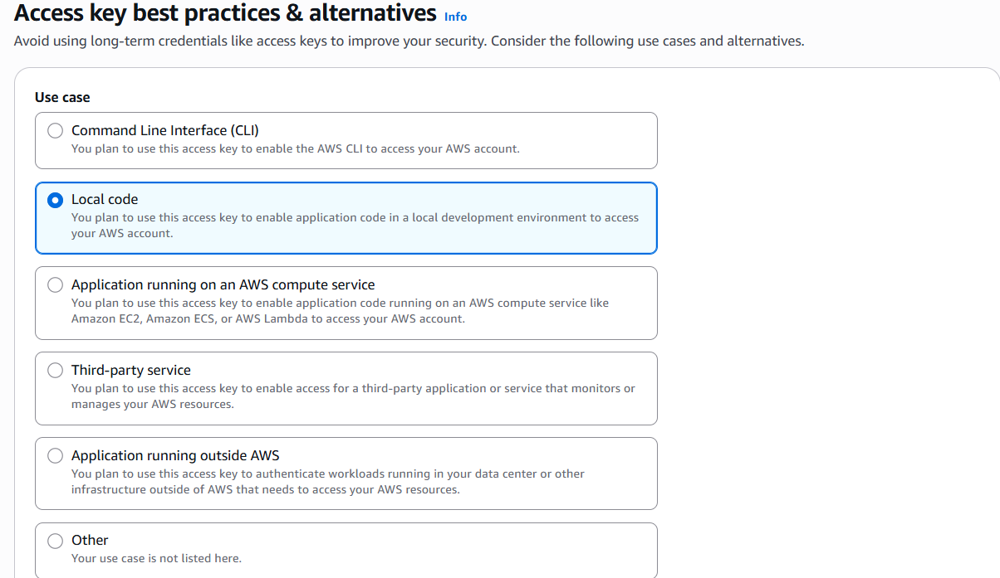 Access key best practices & alternatives Info
Avoid using long-term credentials like access keys to improve your security. Consider the following use cases and alternatives.
Use case
Command Line Interface (CLI)
You plan to use this access key to enable the AWS CLI to access your AWS account.
Local code
You plan to use this access key to enable application code in a local development environment to access
your AWS account.
Application running on an AWS compute service
You plan to use this access key to enable application code running on an AWS compute service like
Amazon EC2, Amazon ECS, or AWS Lambda to access your AWS account.
Third-party service
You plan to use this access key to enable access for a third-party application or service that monitors or
manages your AWS resources.
Application running outside AWS
You plan to use this access key to authenticate workloads running in your data center or other
infrastructure outside of AWS that needs to access your AWS resources.
Other
Your use case is not listed here.